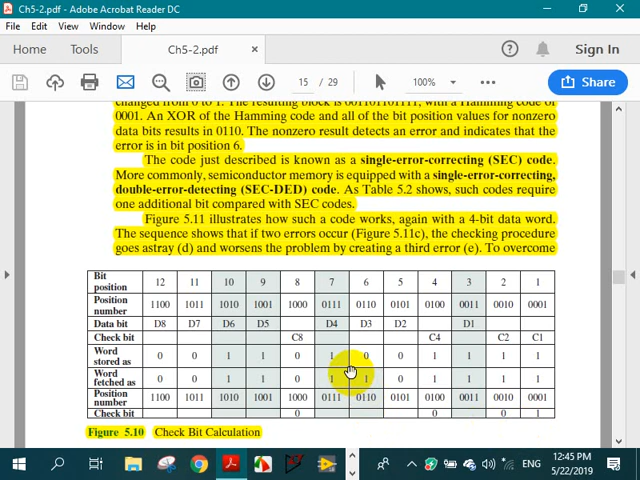 Ch5-2.pdf - Adobe Acrobat Reader DC
File Edit View Window Help
Home Tools Ch5-2.pdf × Sign In
15 / 29 100% Share
changed from 0 to 1. The resulting block is 001101101111, with a Hamming code of
0001. An XOR of the Hamming code and all of the bit position values for nonzero
data bits results in 0110. The nonzero result detects an error and indicates that the
error is in bit position 6.
The code just described is known as a single-error-correcting (SEC) code.
More commonly, semiconductor memory is equipped with a single-error-correcting,
double-error-detecting (SEC-DED) code. As Table 5.2 shows, such codes require
one additional bit compared with SEC codes.
Figure 5.11 illustrates how such a code works, again with a 4-bit data word.
The sequence shows that if two errors occur (Figure 5.11c), the checking procedure
goes astray (d) and worsens the problem by creating a third error (e). To overcome
Bit position 12 11 10 9 8 7 6 5 4 3 2 1
Position number 1100 1011 1010 1001 1000 0111 0110 0101 0100 0011 0010 0001
Data bit D8 D7 D6 D5 D4 D3 D2 D1
Check bit C8 C4 C2 C1
Word stored as 0 0 1 1 0 1 0 0 1 1 1 1
Word fetched as 0 0 1 1 0 1 1 0 1 1 1 1
Position number 1100 1011 1010 1001 1000 0111 0110 0101 0100 0011 0010 0001
Check bit 0 0 0 1
Figure 5.10 Check Bit Calculation
ENG
12:45 PM
5/22/2019